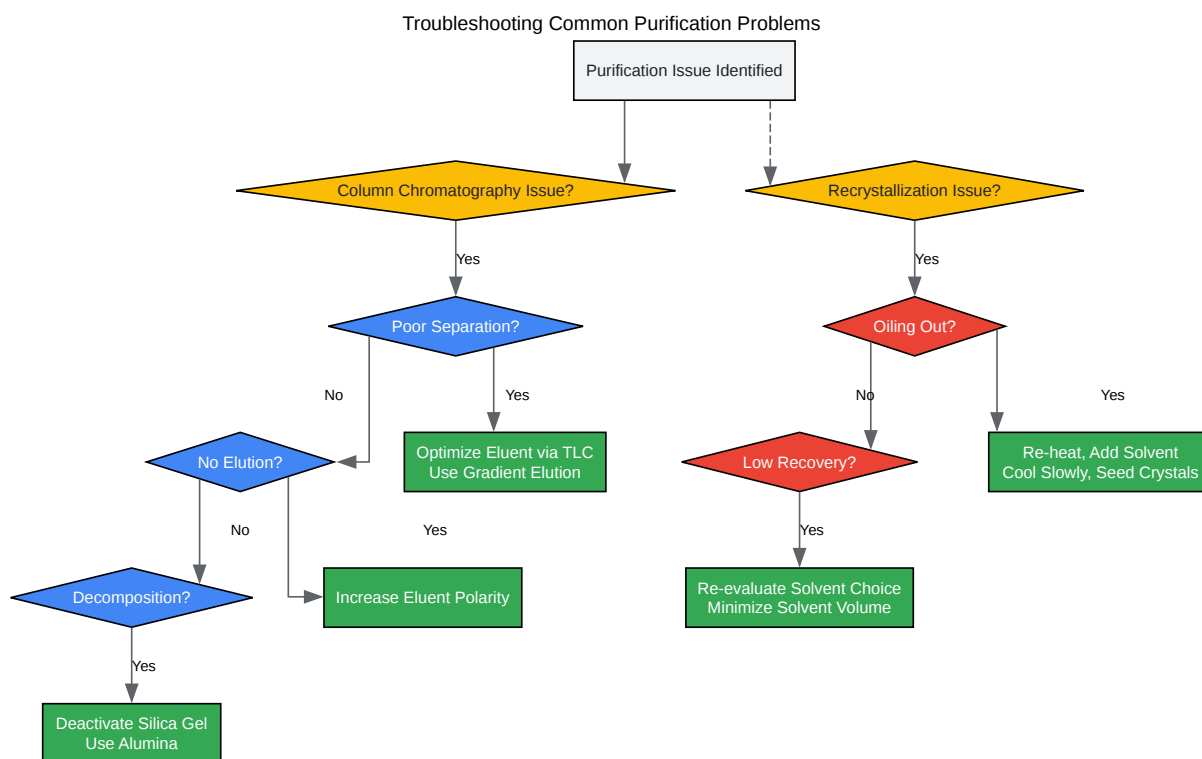 Troubleshooting Common Purification Problems
Purification Issue Identified
Column Chromatography Issue?
Recrystallization Issue?
Yes
Yes
Poor Separation?
Oiling Out?
No
Yes
No
Yes
No Elution?
Optimize Eluent via TLC
Use Gradient Elution
Low Recovery?
Re-heat, Add Solvent
Cool Slowly, Seed Crystals
No
Yes
Yes
Decomposition?
Increase Eluent Polarity
Re-evaluate Solvent Choice
Minimize Solvent Volume
Yes
Deactivate Silica Gel
Use Alumina